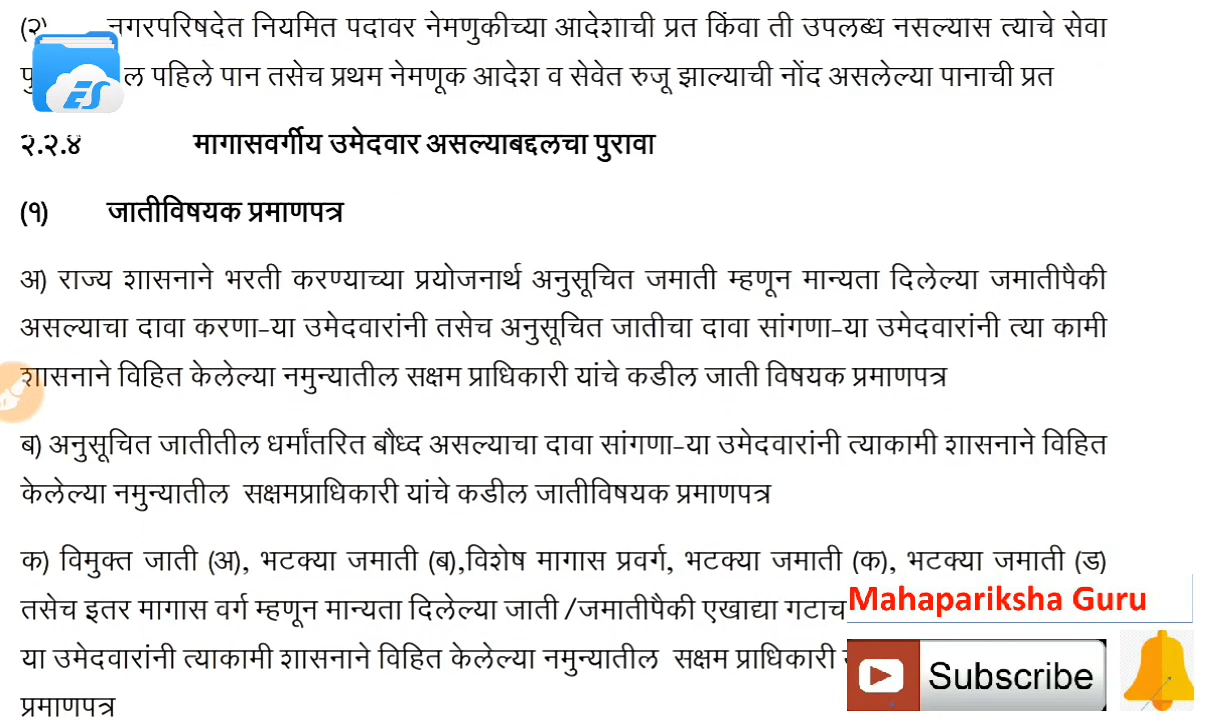 (२) नगरपरिषदेत नियमित पदावर नेमणुकीच्या आदेशाची प्रत किंवा ती उपलब्ध नसल्यास त्याचे सेवा
पहिले पान तसेच प्रथम नेमणूक आदेश व सेवेत रुजू झाल्याची नोंद असलेल्या पानाची प्रत
ES
२.२.४ मागासवर्गीय उमेदवार असल्याबद्दलचा पुरावा
(१) जातीविषयक प्रमाणपत्र
अ) राज्य शासनाने भरती करण्याच्या प्रयोजनार्थ अनुसूचित जमाती म्हणून मान्यता दिलेल्या जमातीपैकी
असल्याचा दावा करणा-या उमेदवारांनी तसेच अनुसूचित जातीचा दावा सांगणा-या उमेदवारांनी त्या कामी
शासनाने विहित केलेल्या नमुन्यातील सक्षम प्राधिकारी यांचे कडील जाती विषयक प्रमाणपत्र
ब) अनुसूचित जातीतील धर्मांतरित बौध्द असल्याचा दावा सांगणा-या उमेदवारांनी त्याकामी शासनाने विहित
केलेल्या नमुन्यातील सक्षमप्राधिकारी यांचे कडील जातीविषयक प्रमाणपत्र
क) विमुक्त जाती (अ), भटक्या जमाती (ब),विशेष मागास प्रवर्ग, भटक्या जमाती (क), भटक्या जमाती (ड)
तसेच इतर मागास वर्ग म्हणून मान्यता दिलेल्या जाती /जमातीपैकी एखाद्या
Mahapariksha Guru
या उमेदवारांनी त्याकामी शासनाने विहित केलेल्या नमुन्यातील सक्षम प्राधिकारी
Subscribe
प्रमाणपत्र